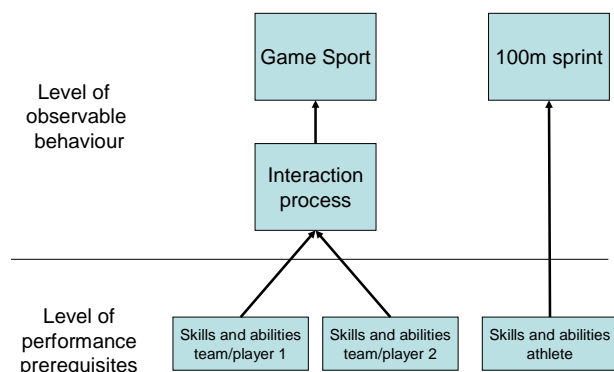 Game Sport
100m sprint
Level of
observable
behaviour
Interaction
process
Level of
performance
prerequisites
Skills and abilities
team/player 1
Skills and abilities
team/player 2
Skills and abilities
athlete